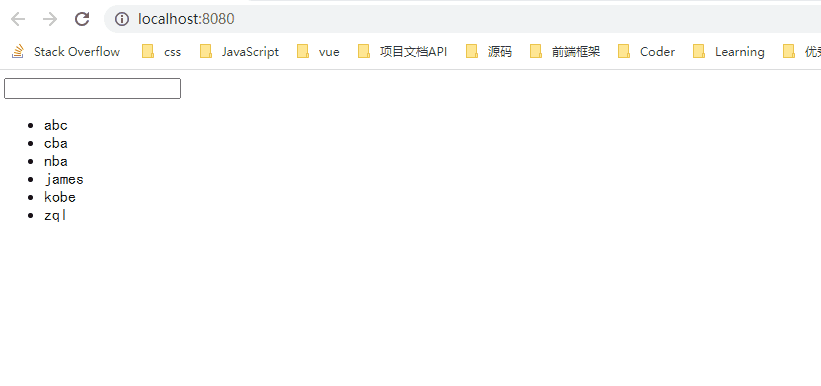 localhost:8080
Stack Overflow css JavaScript vue 项目文档API 源码 前端框架 Coder Learning
abc
cba
nba
james
kobe
zql